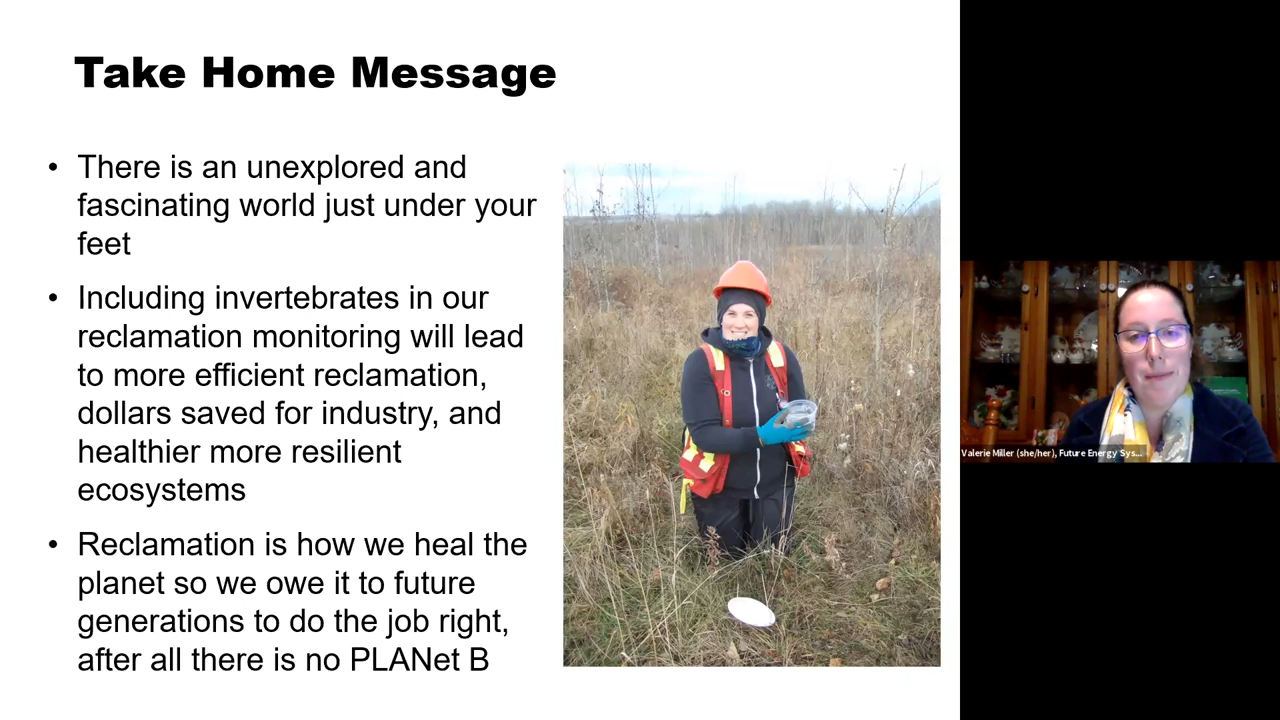 Take Home Message
• There is an unexplored and
fascinating world just under your
feet
• Including invertebrates in our
reclamation monitoring will lead
to more efficient reclamation,
dollars saved for industry, and
healthier more resilient
ecosystems
• Reclamation is how we heal the
planet so we owe it to future
generations to do the job right,
after all there is no PLANet B
Valerie Miller (she/her), Future Energy Sys...